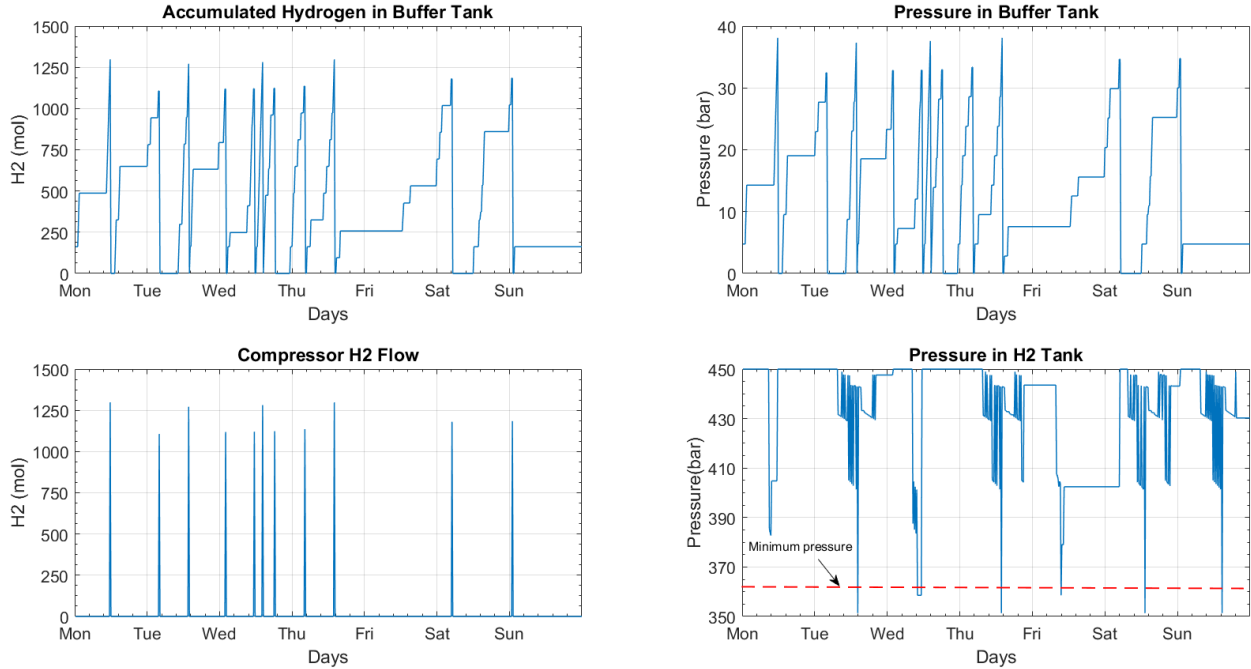 Accumulated Hydrogen in Buffer Tank
1500
1250
1000
750
500
250
0
H2 (mol)
Mon Tue Wed Thu Fri Sat Sun
Days
Pressure in Buffer Tank
40
30
20
10
0
Pressure (bar)
Mon Tue Wed Thu Fri Sat Sun
Days
Compressor H2 Flow
1500
1250
1000
750
500
250
0
H2 (mol)
Mon Tue Wed Thu Fri Sat Sun
Days
Pressure in H2 Tank
450
430
410
390
370
350
Pressure(bar)
Minimum pressure
Mon Tue Wed Thu Fri Sat Sun
Days